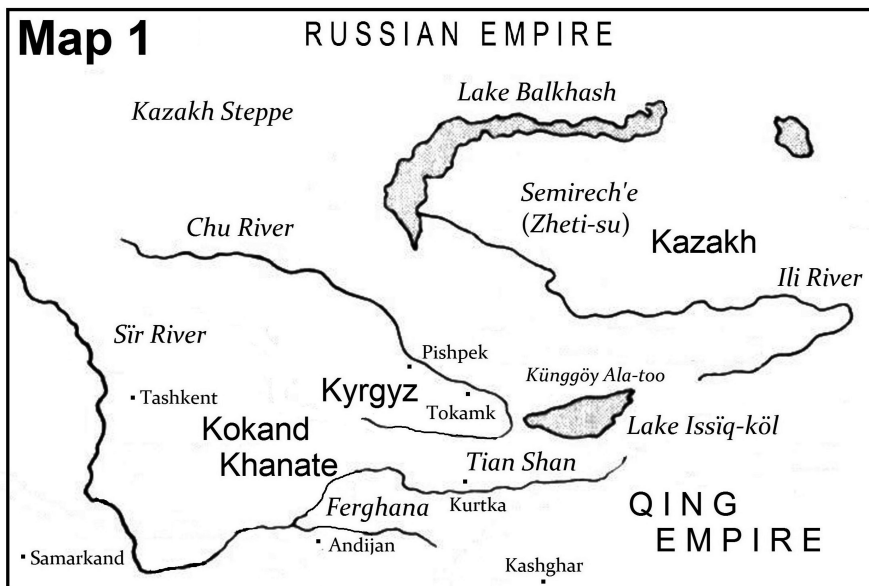 Map 1
RUSSIAN EMPIRE
Kazakh Steppe
Lake Balkhash
Semirech'e
(Zheti-su)
Chu River
Kazakh
Ili River
Sïr River
Pishpek
Künggöy Ala-too
Tashkent
Kyrgyz
Tokamk
Kokand
Khanate
Lake Issïq-köl
Tian Shan
Ferghana
Kurtka
QING
EMPIRE
Andijan
Samarkand
Kashghar